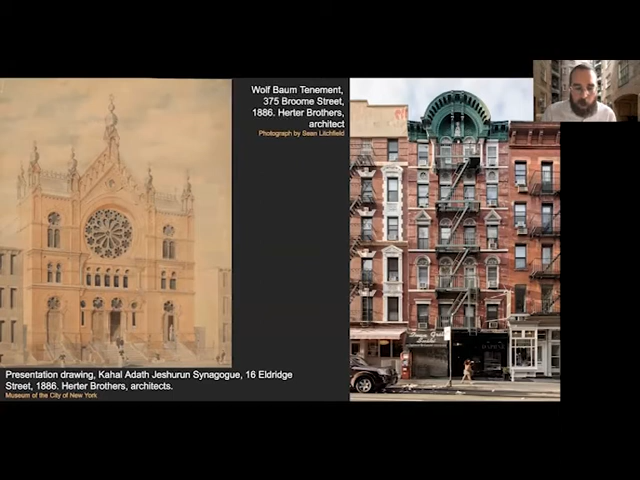 Wolf Baum Tenement,
375 Broome Street,
1886. Herter Brothers,
architect
Photograph by Sean Litchfield
Presentation drawing, Kahal Adath Jeshurun Synagogue, 16 Eldridge
Street, 1886. Herter Brothers, architects.
Museum of the City of New York